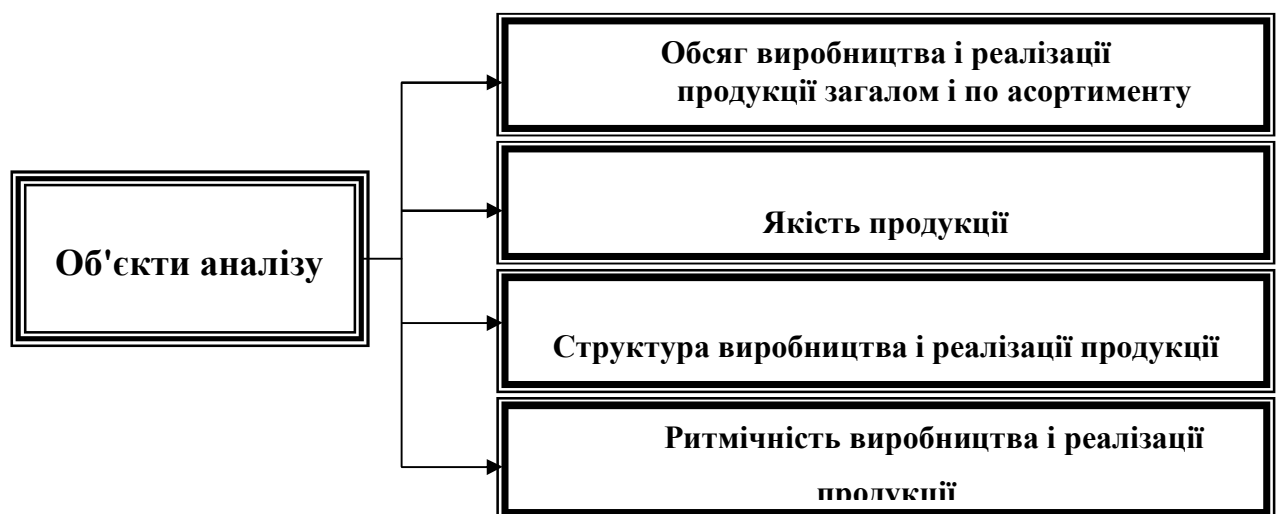 Обсяг виробництва і реалізації
продукції загалом і по асортименту
Якість продукції
Об'єкти аналізу
Структура виробництва і реалізації продукції
Ритмічність виробництва і реалізації
продукції